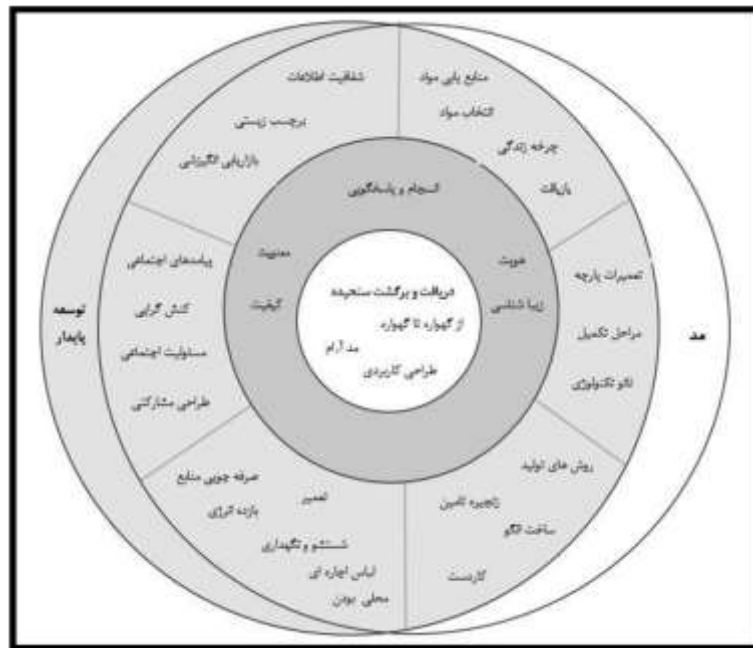 منابع یابی مواد
انتخاب مواد
چرخه زندگی
بازیافت
شفافیت اطلاعات
برچسب زیستی
بازاریابی انگیزشی
انسجام و پاسخگویی
معنویت
کیفیت
هویت
زیبا شناسی
دریافت و برگشت سنجیده
از گهواره تا گهواره
مد آرام
طراحی کاربردی
تعمیرات پارچه
مراحل تکمیل
نانو تکنولوژی
مد
توسعه
پایدار
پیامدهای اجتماعی
کنش گرایی
مسئولیت اجتماعی
طراحی مشارکتی
روش های تولید
زنجیره تامین
ساخت الگو
کاردست
صرفه جویی منابع
بازده انرژی
تعمیر
شستشو و نگهداری
لباس اجاره ای
محلی بودن